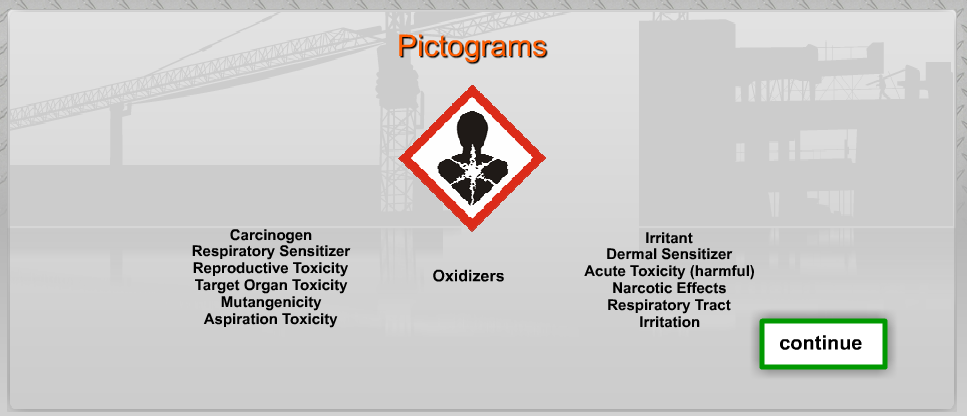 Pictograms
Carcinogen
Respiratory Sensitizer
Reproductive Toxicity
Target Organ Toxicity
Mutangenicity
Aspiration Toxicity
Oxidizers
Irritant
Dermal Sensitizer
Acute Toxicity (harmful)
Narcotic Effects
Respiratory Tract
Irritation
continue